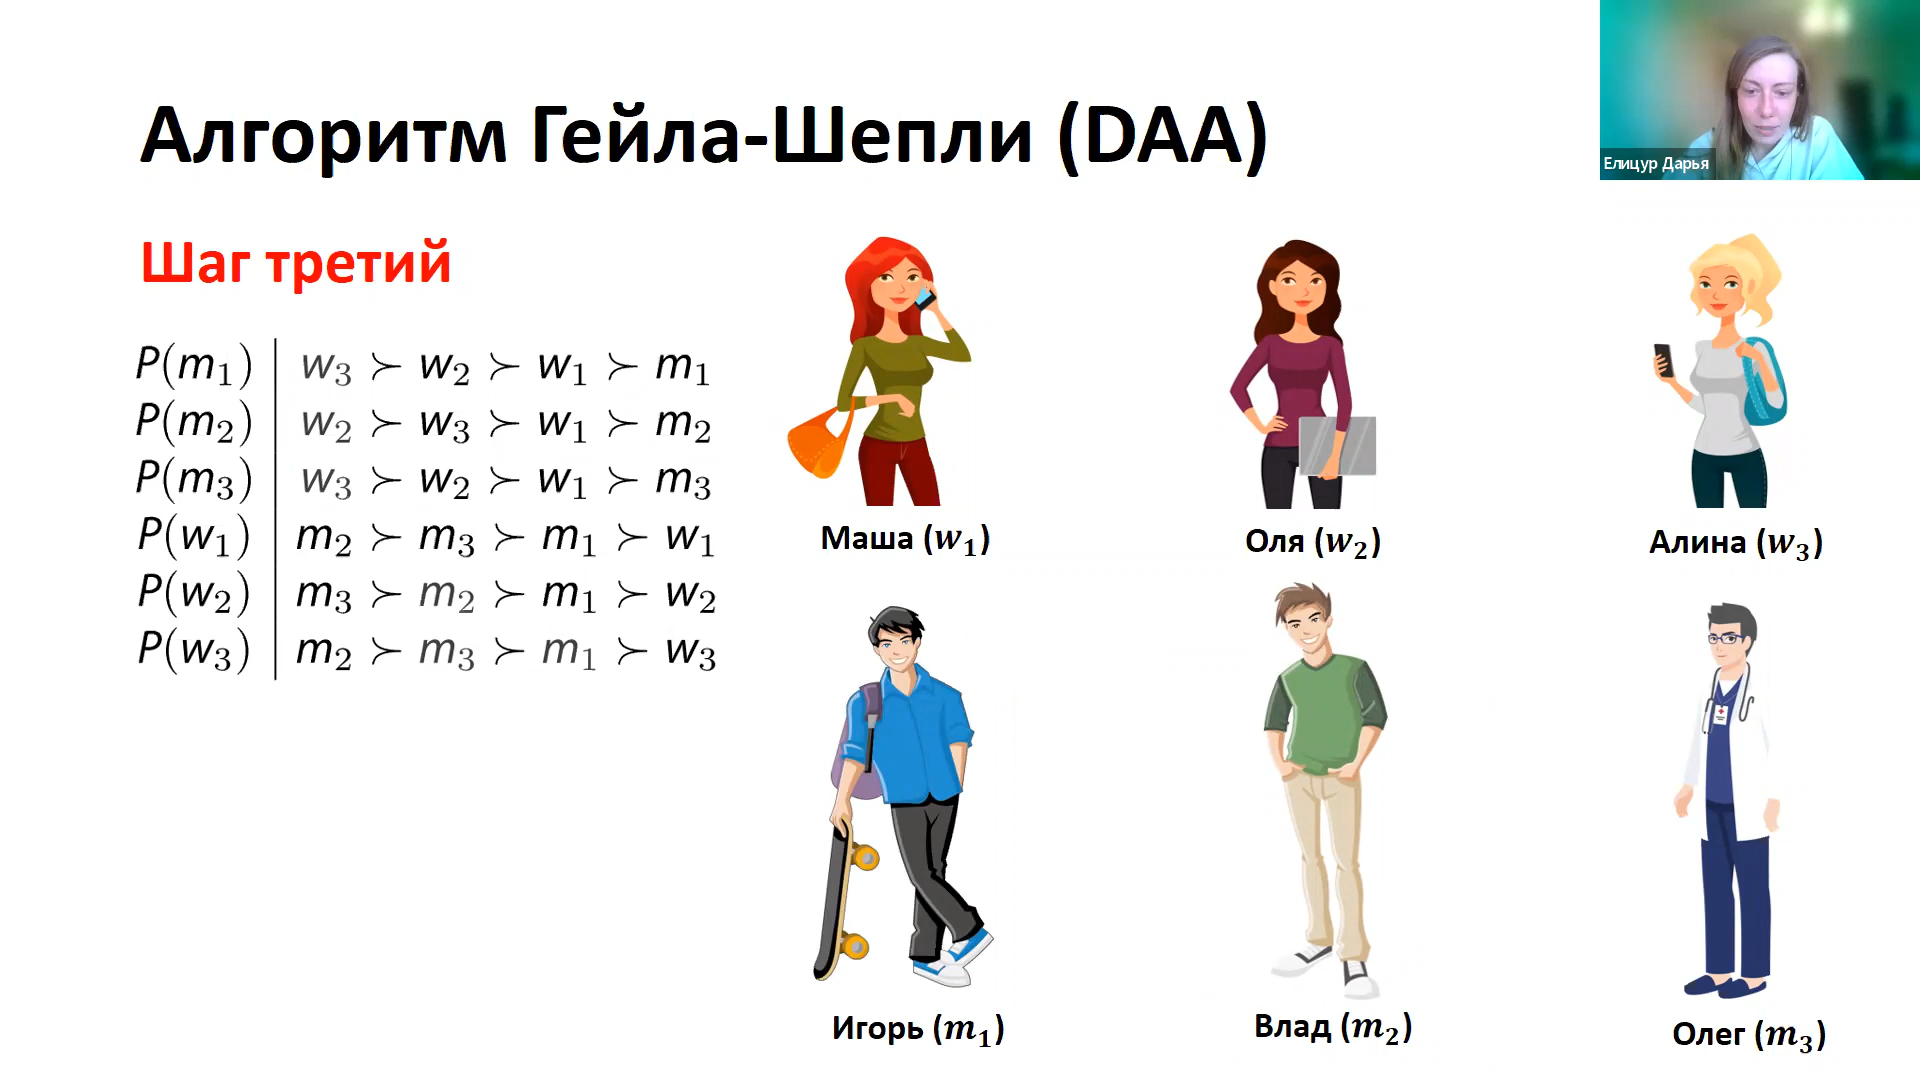 Алгоритм Гейла-Шепли (DAA)
Елицур Дарья
Шаг третий
P(m₁) | w₃ ≻ w₂ ≻ w₁ ≻ m₁
P(m₂) | w₂ ≻ w₃ ≻ w₁ ≻ m₂
P(m₃) | w₃ ≻ w₂ ≻ w₁ ≻ m₃
P(w₁) | m₂ ≻ m₃ ≻ m₁ ≻ w₁
P(w₂) | m₃ ≻ m₂ ≻ m₁ ≻ w₂
P(w₃) | m₂ ≻ m₃ ≻ m₁ ≻ w₃
Маша (w₁)
Оля (w₂)
Алина (w₃)
Игорь (m₁)
Влад (m₂)
Олег (m₃)